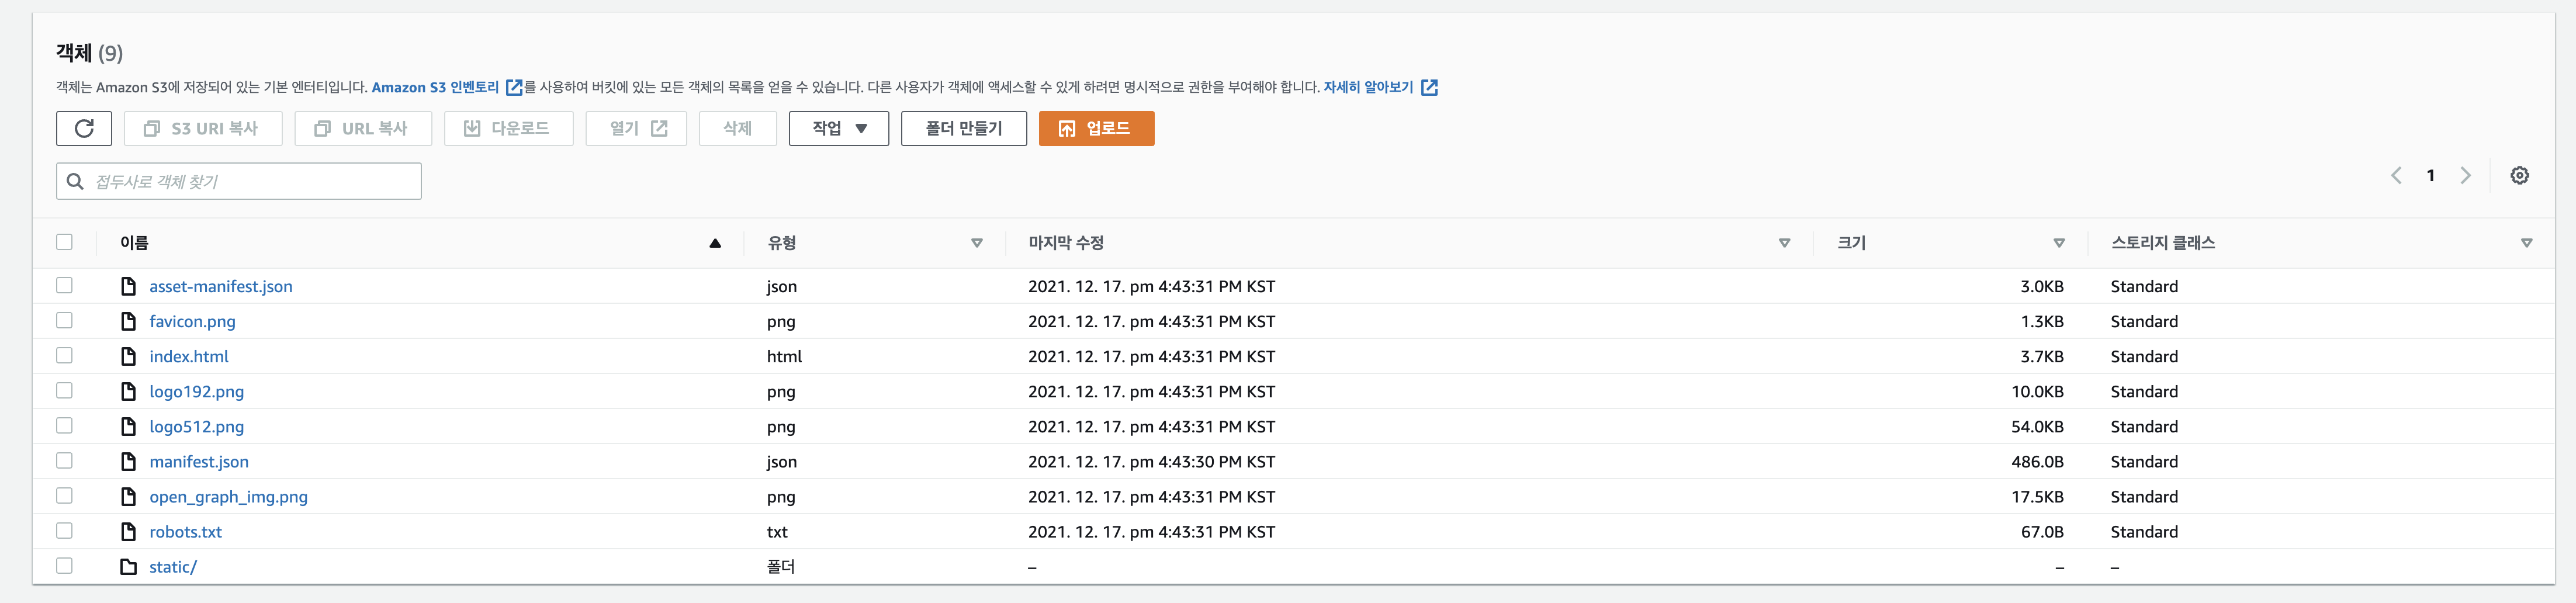 객체 (9)
객체는 Amazon S3에 저장되어 있는 기본 엔터티입니다. Amazon S3 인벤토리 를 사용하여 버킷에 있는 모든 객체의 목록을 얻을 수 있습니다. 다른 사용자가 객체에 액세스할 수 있게 하려면 명시적으로 권한을 부여해야 합니다. 자세히 알아보기
S3 URI 복사 URL 복사 다운로드 열기 삭제 작업 폴더 만들기 업로드
접두사로 객체 찾기 1
이름 유형 마지막 수정 크기 스토리지 클래스
asset-manifest.json json 2021. 12. 17. pm 4:43:31 PM KST 3.0KB Standard
favicon.png png 2021. 12. 17. pm 4:43:31 PM KST 1.3KB Standard
index.html html 2021. 12. 17. pm 4:43:31 PM KST 3.7KB Standard
logo192.png png 2021. 12. 17. pm 4:43:31 PM KST 10.0KB Standard
logo512.png png 2021. 12. 17. pm 4:43:31 PM KST 54.0KB Standard
manifest.json json 2021. 12. 17. pm 4:43:30 PM KST 486.0B Standard
open_graph_img.png png 2021. 12. 17. pm 4:43:31 PM KST 17.5KB Standard
robots.txt txt 2021. 12. 17. pm 4:43:31 PM KST 67.0B Standard
static/ 폴더 – – –